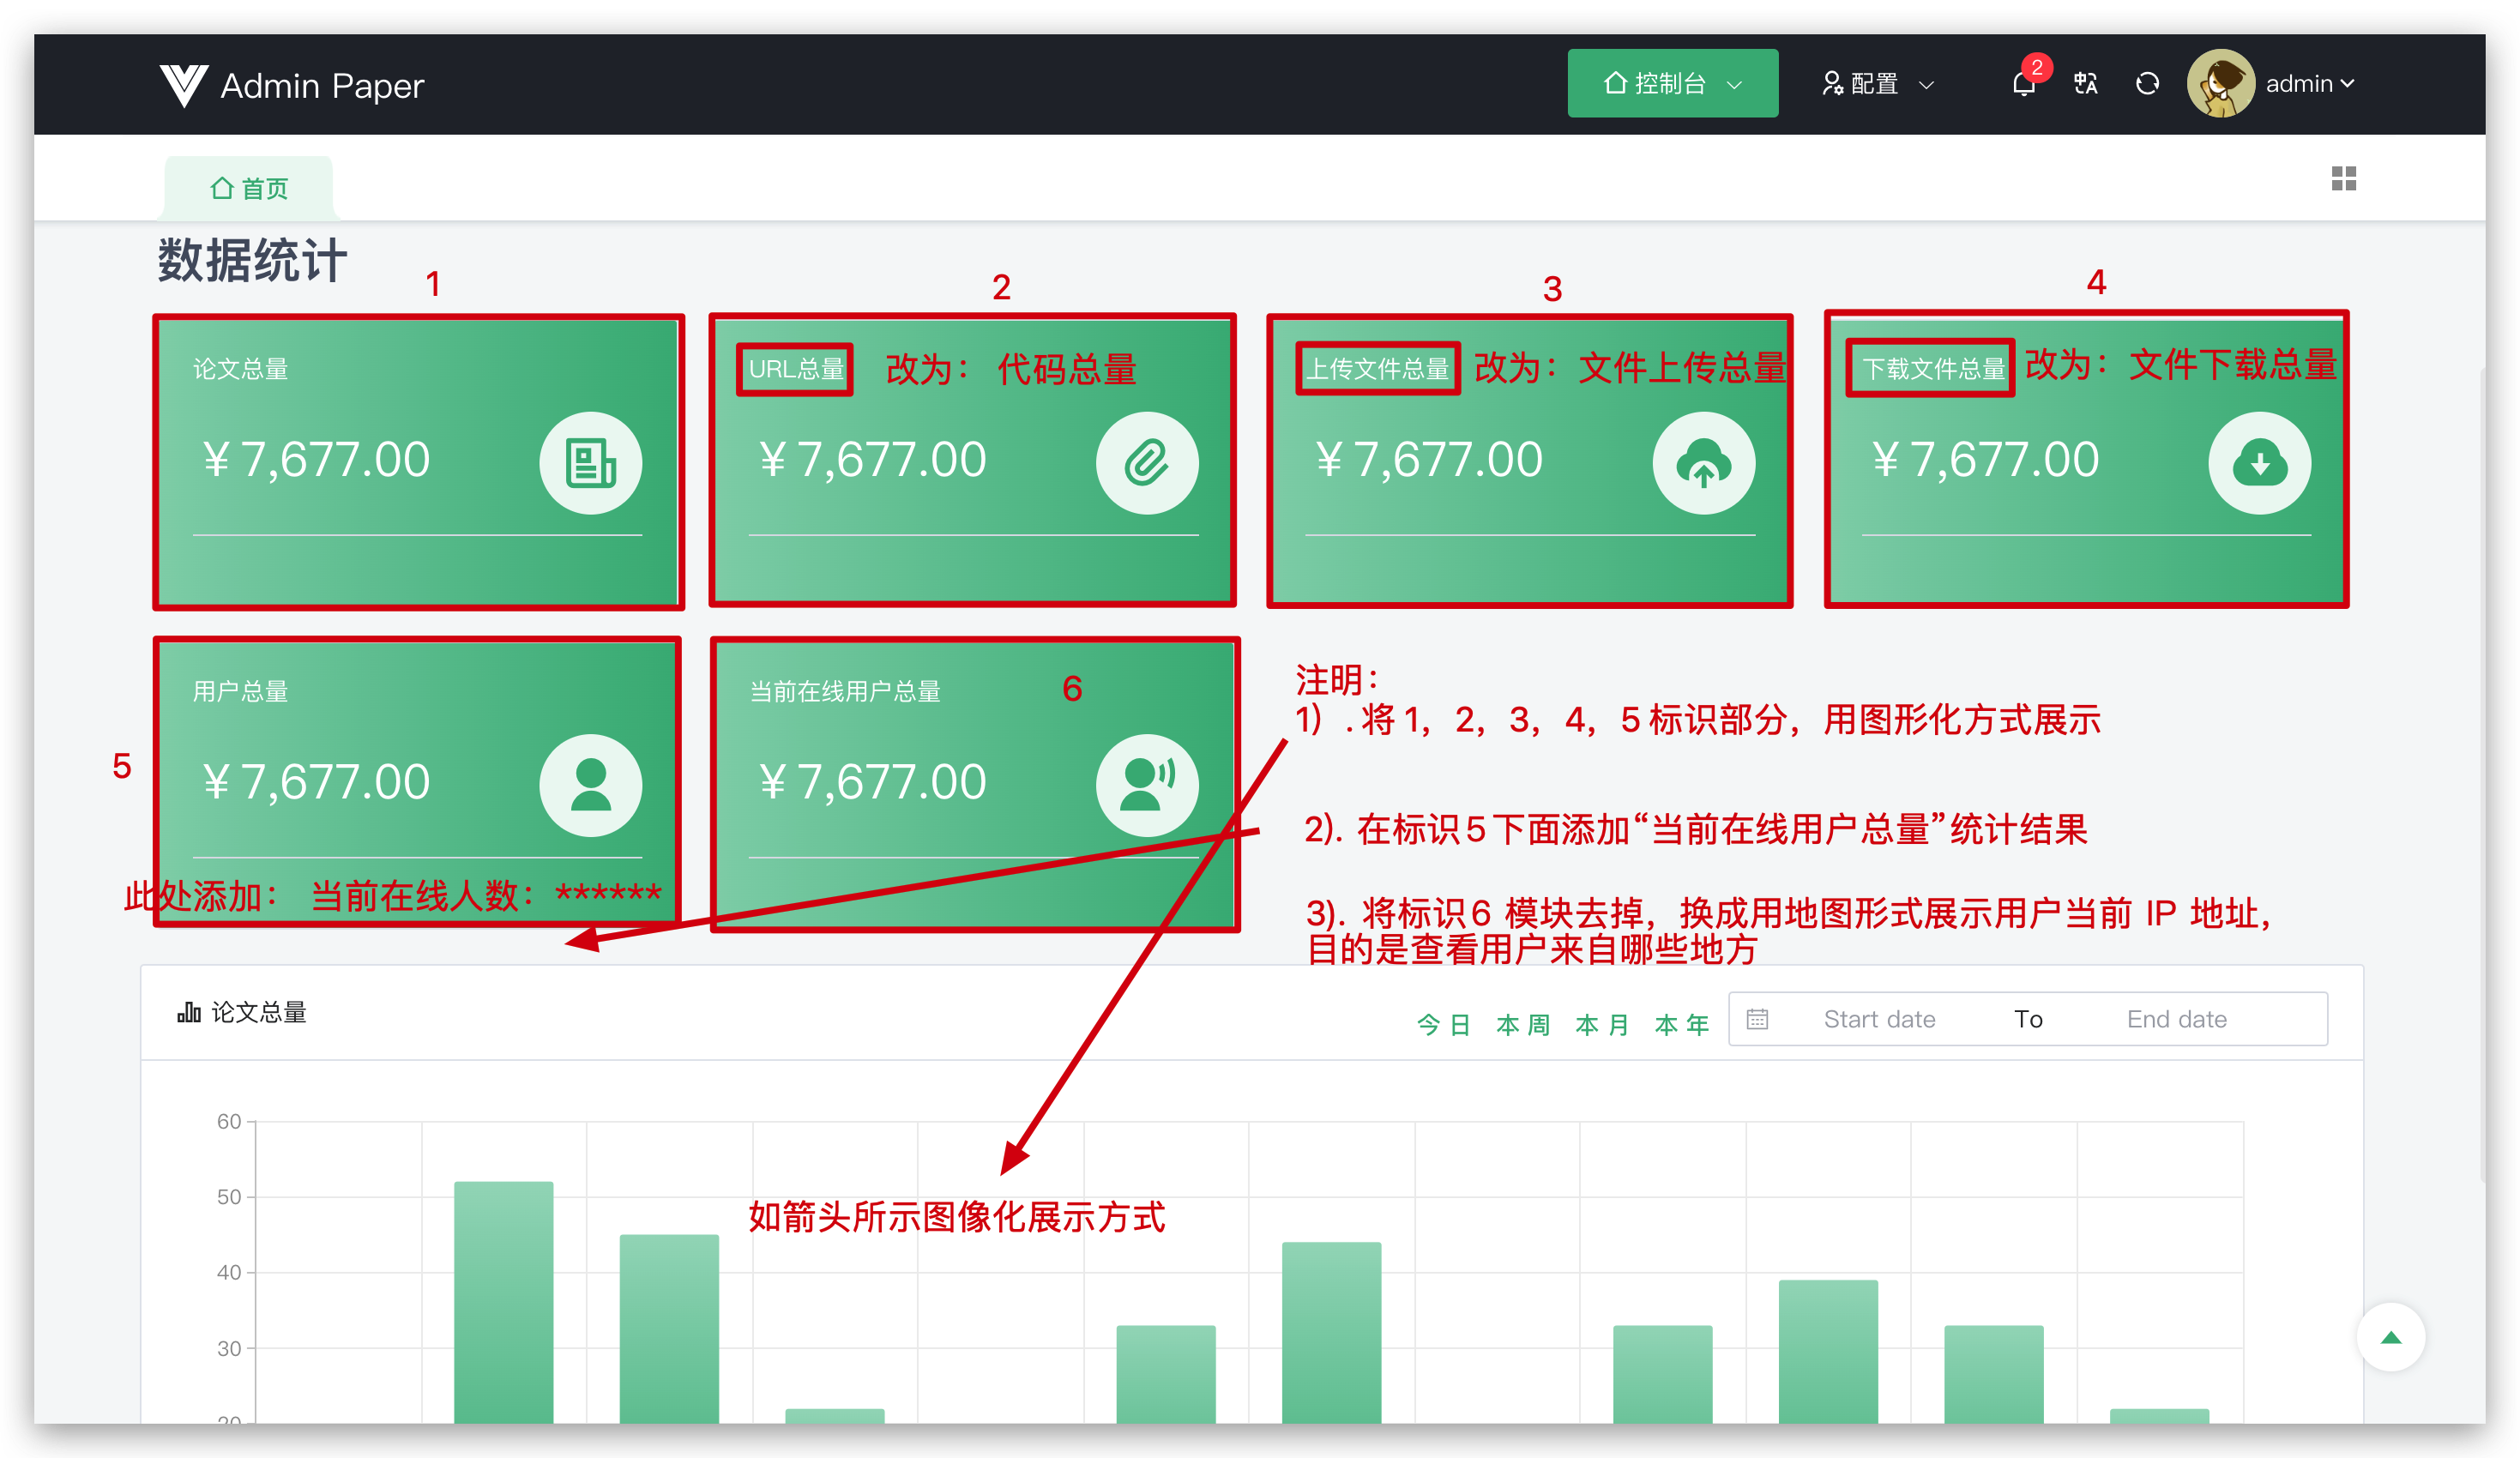 Admin Paper
控制台
配置
2
admin
首页
数据统计
1
2
3
4
论文总量
URL总量
改为： 代码总量
上传文件总量
改为：文件上传总量
下载文件总量
改为：文件下载总量
¥ 7,677.00
¥ 7,677.00
¥ 7,677.00
¥ 7,677.00
5
用户总量
当前在线用户总量
6
¥ 7,677.00
¥ 7,677.00
此处添加： 当前在线人数：******
注明：
1）.将 1，2，3，4，5 标识部分，用图形化方式展示
2). 在标识 5 下面添加“当前在线用户总量”统计结果
3). 将标识 6 模块去掉，换成用地图形式展示用户当前 IP 地址，
目的是查看用户来自哪些地方
论文总量
今日 本周 本月 本年
Start date To End date
60
50
40
30
20
如箭头所示图像化展示方式